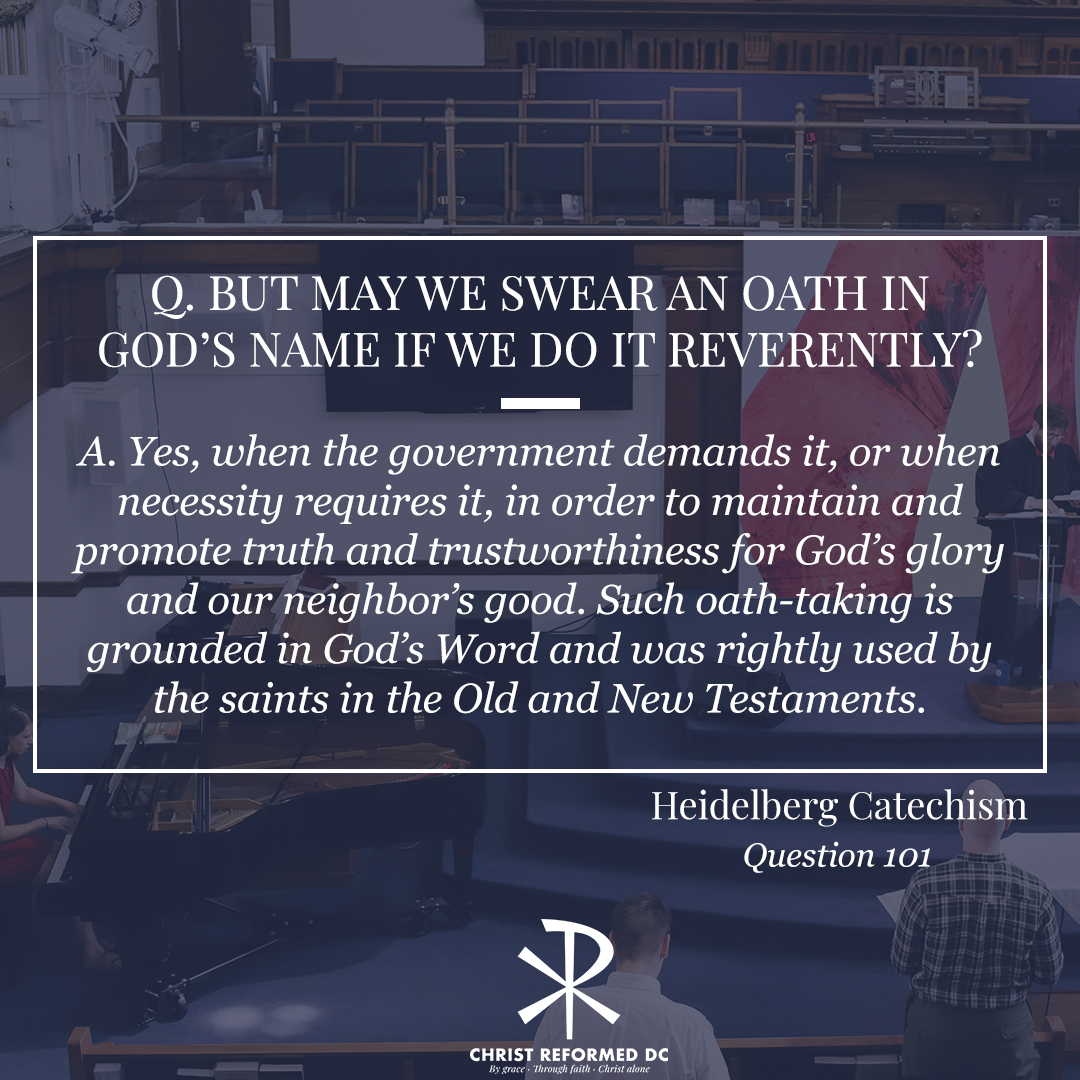 Q. BUT MAY WE SWEAR AN OATH IN
GOD’S NAME IF WE DO IT REVERENTLY?
A. Yes, when the government demands it, or when
necessity requires it, in order to maintain and
promote truth and trustworthiness for God’s glory
and our neighbor’s good. Such oath-taking is
grounded in God’s Word and was rightly used by
the saints in the Old and New Testaments.
Heidelberg Catechism
Question 101
CHRIST REFORMED DC
By grace · Through faith · Christ alone